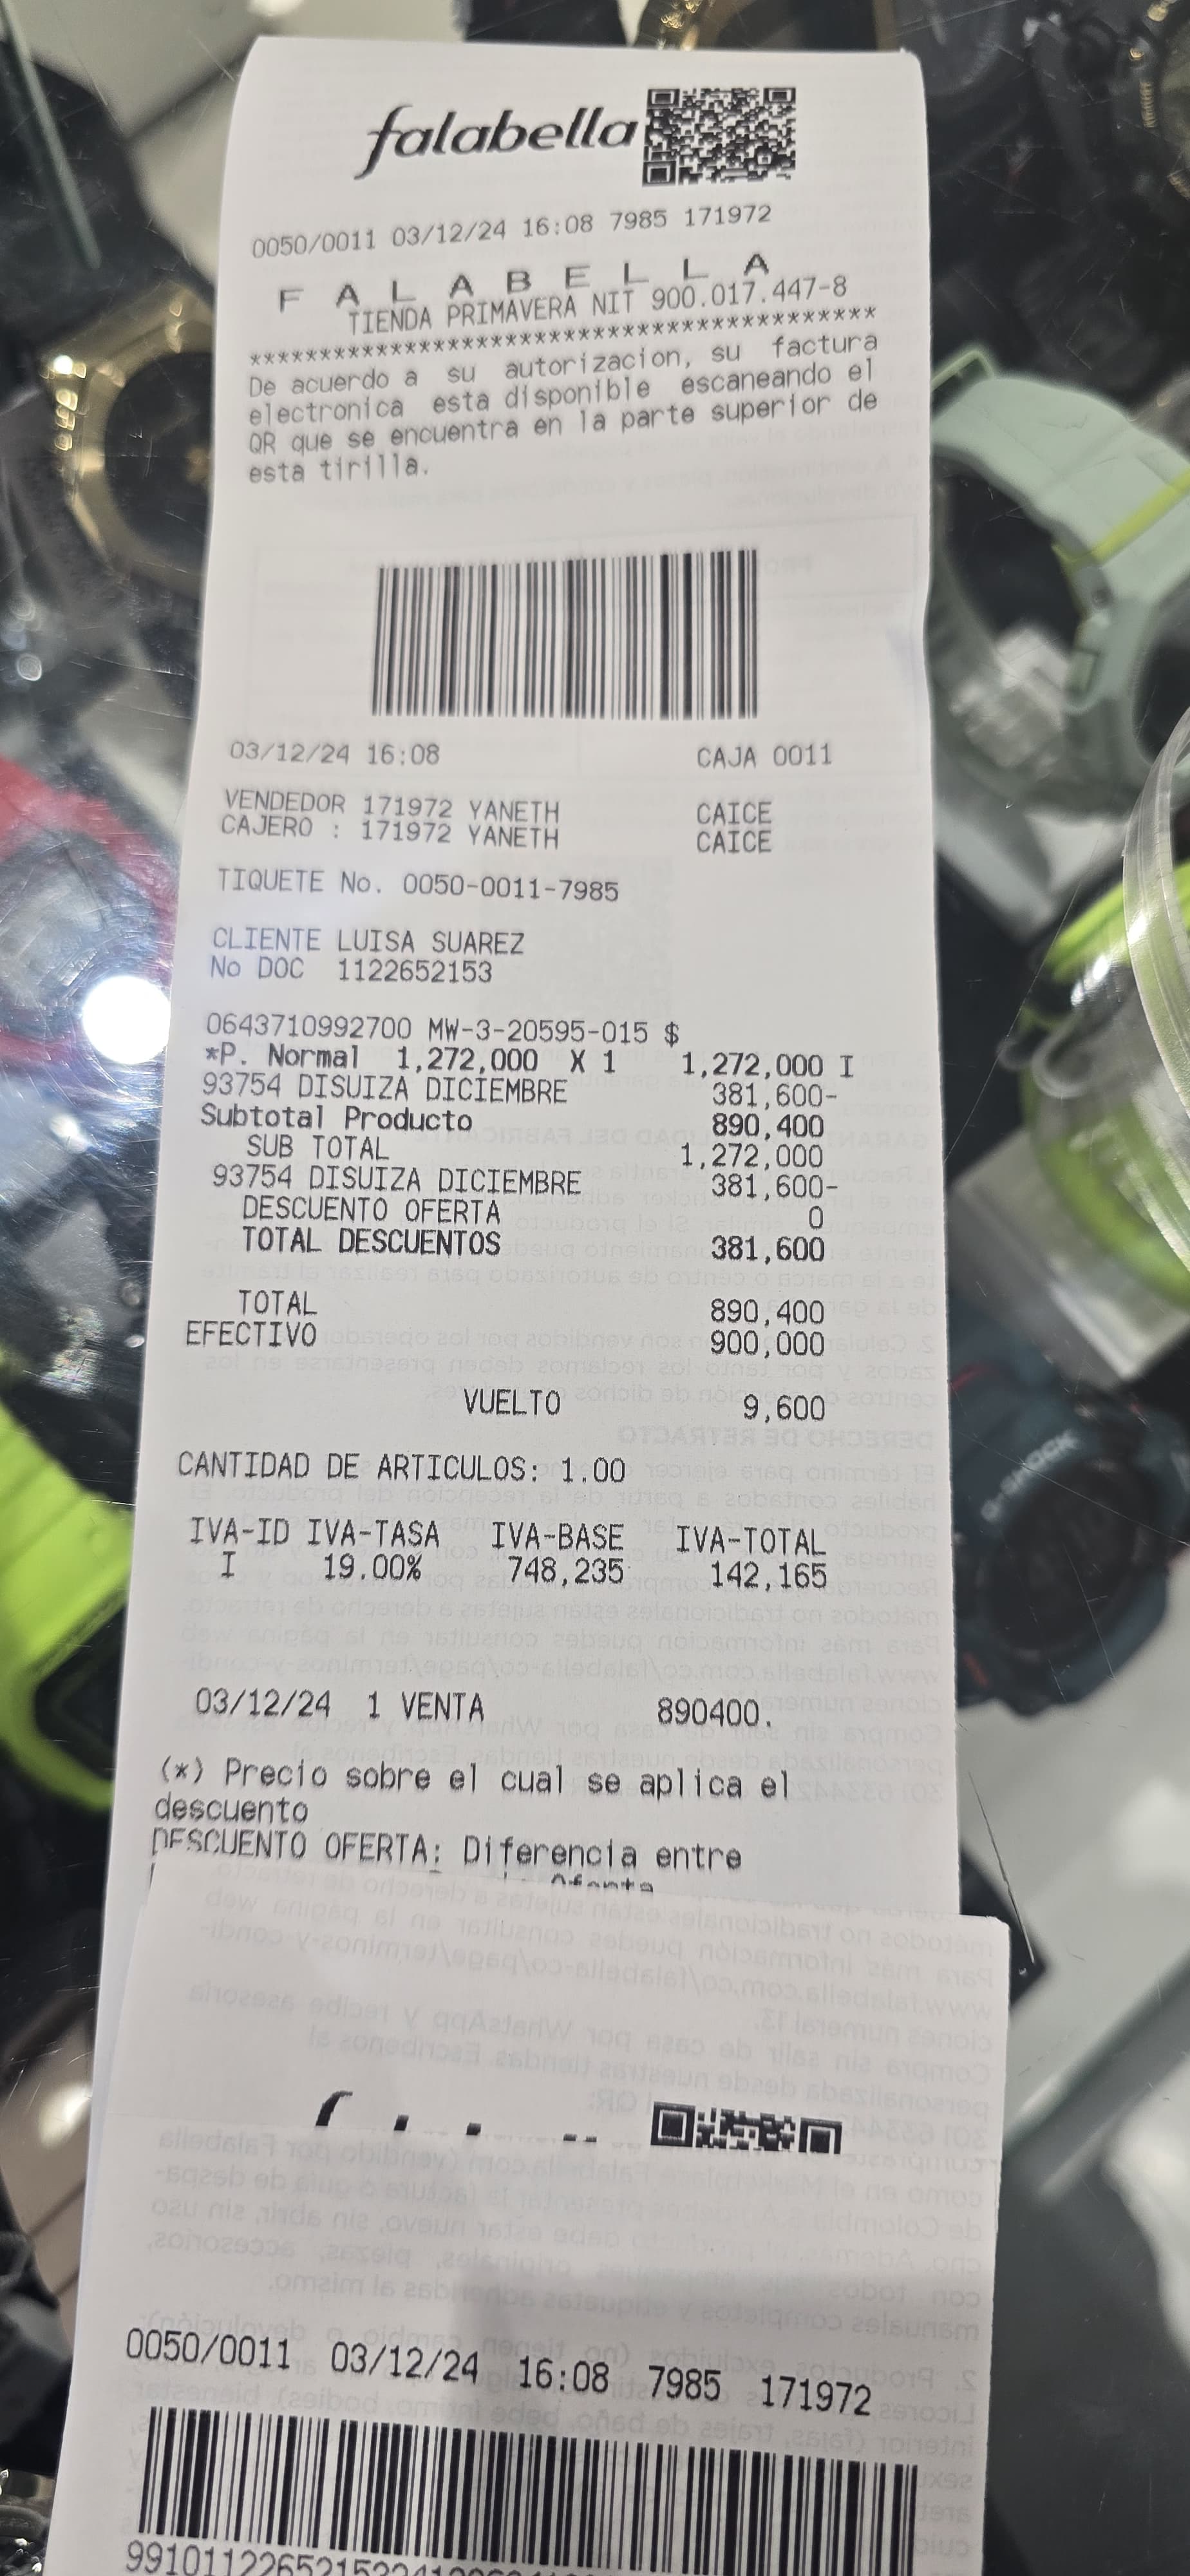 falabella
0050/0011 03/12/24 16:08 7985 171972
F A L A B E L L A
TIENDA PRIMAVERA NIT 900.017.447-8
******************************************
De acuerdo a su autorizacion, su factura
electronica esta disponible escaneando el
QR que se encuentra en la parte superior de
esta tirilla.
03/12/24 16:08 CAJA 0011
VENDEDOR 171972 YANETH CAICE
CAJERO : 171972 YANETH CAICE
TIQUETE No. 0050-0011-7985
CLIENTE LUISA SUAREZ
No DOC 1122652153
0643710992700 MW-3-20595-015 $
*P. Normal 1,272,000 X 1 1,272,000 I
93754 DISUIZA DICIEMBRE 381,600-
Subtotal Producto 890,400
SUB TOTAL 1,272,000
93754 DISUIZA DICIEMBRE 381,600-
DESCUENTO OFERTA 0
TOTAL DESCUENTOS 381,600
TOTAL 890,400
EFECTIVO 900,000
VUELTO 9,600
CANTIDAD DE ARTICULOS: 1.00
IVA-ID IVA-TASA IVA-BASE IVA-TOTAL
I 19.00% 748,235 142,165
03/12/24 1 VENTA 890400.
(*) Precio sobre el cual se aplica el
descuento
DESCUENTO OFERTA: Diferencia entre
0050/0011 03/12/24 16:08 7985 171972
G-SHOCK